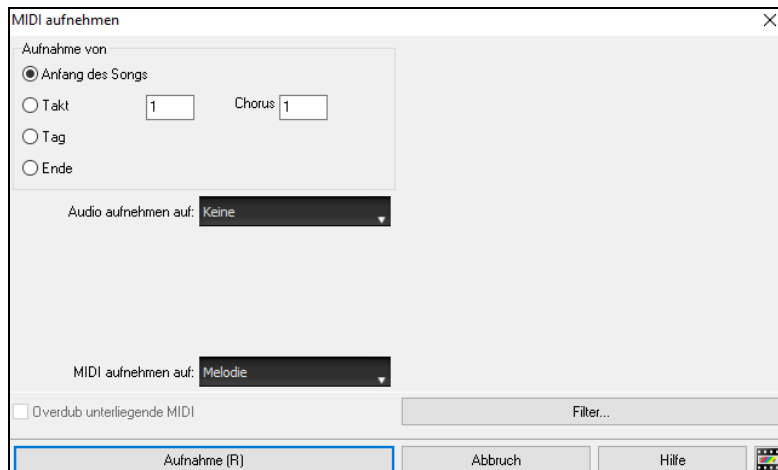 MIDI aufnehmen
Aufnahme von
Anfang des Songs
Takt 1 Chorus 1
Tag
Ende
Audio aufnehmen auf: Keine
MIDI aufnehmen auf: Melodie
Overdub unterliegende MIDI Filter...
Aufnahme (R) Abbruch Hilfe